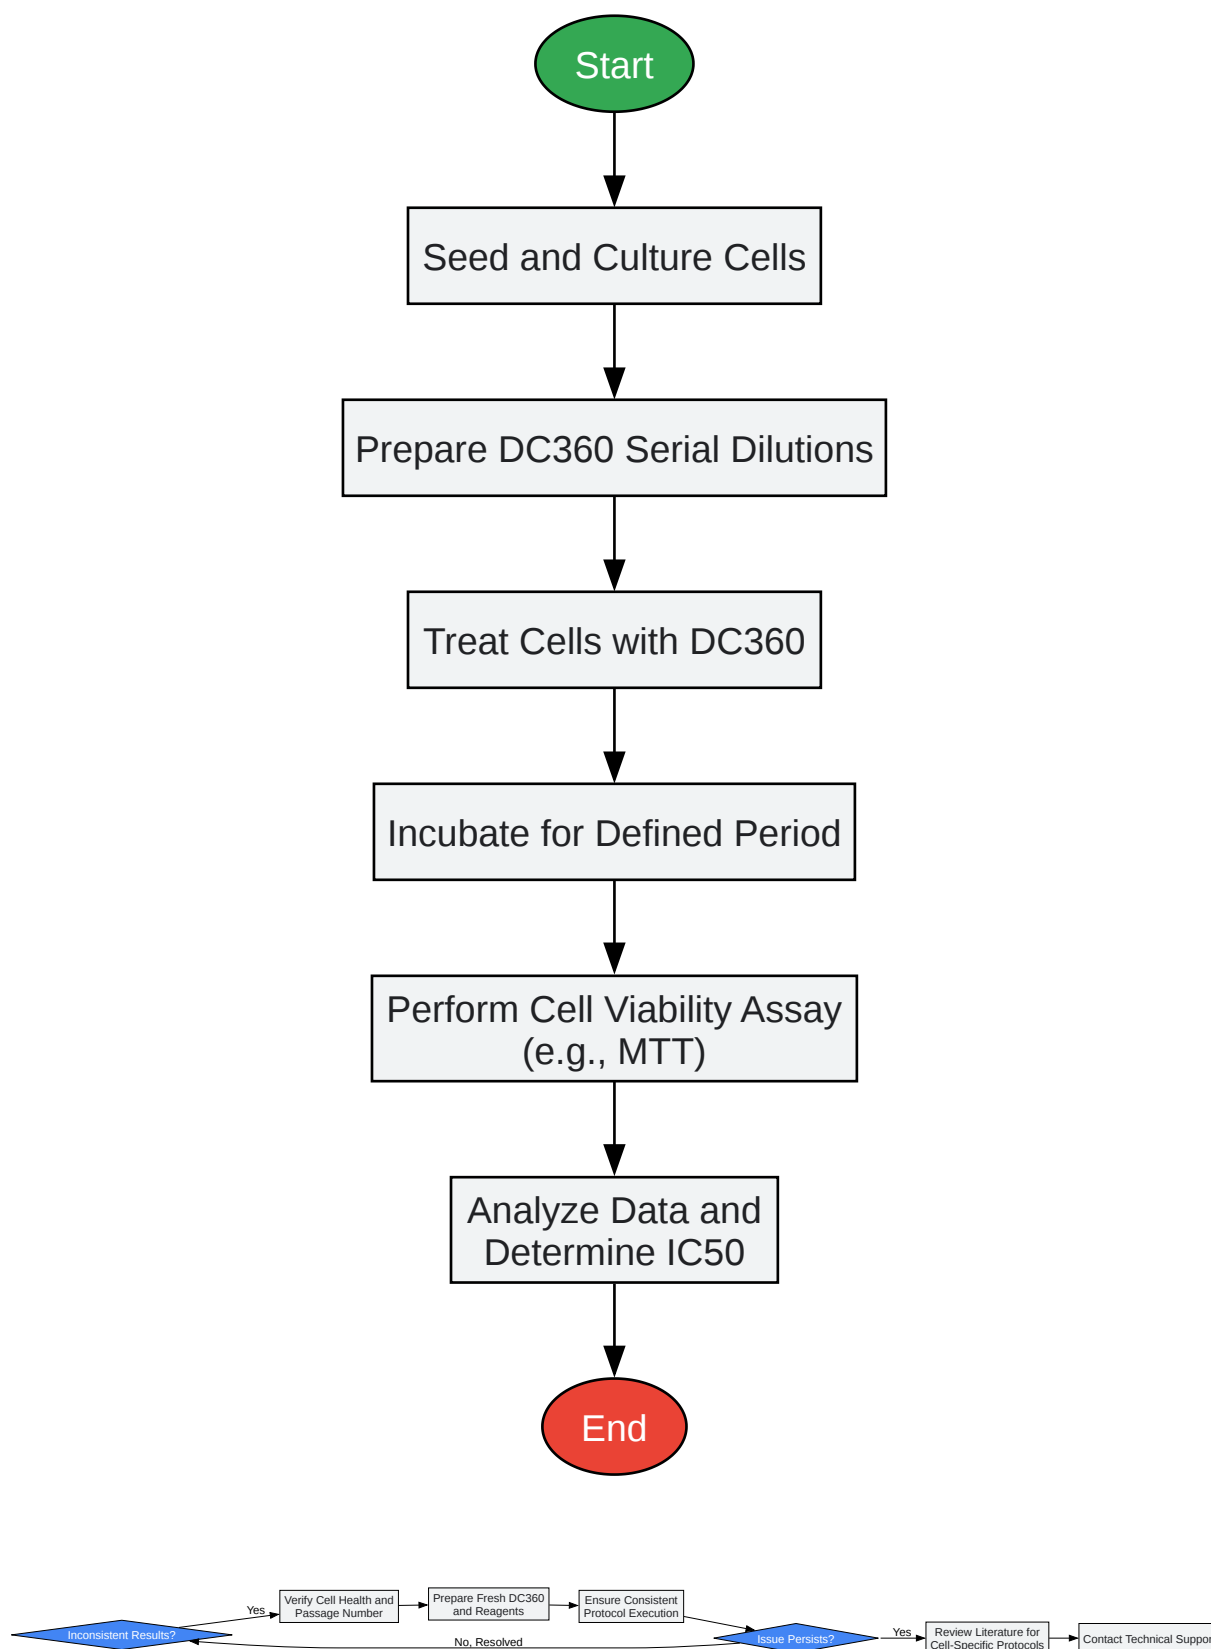 Start
Seed and Culture Cells
Prepare DC360 Serial Dilutions
Treat Cells with DC360
Incubate for Defined Period
Perform Cell Viability Assay
(e.g., MTT)
Analyze Data and
Determine IC50
End
Inconsistent Results?
Yes
Verify Cell Health and
Passage Number
Prepare Fresh DC360
and Reagents
Ensure Consistent
Protocol Execution
No, Resolved
Issue Persists?
Yes
Review Literature for
Cell-Specific Protocols
Contact Technical Suppo